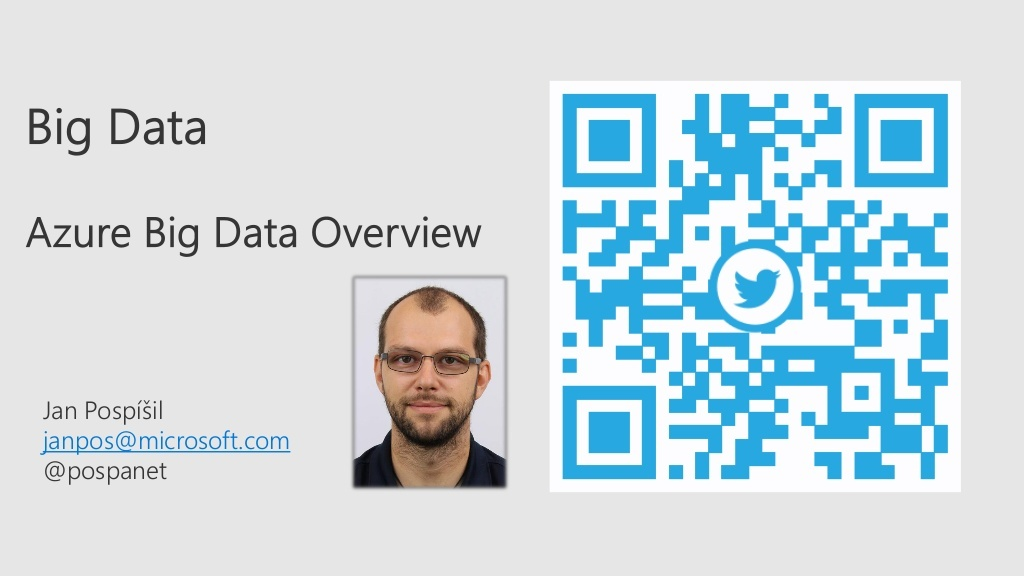 Big Data
Azure Big Data Overview
Jan Pospíšil
janpos@microsoft.com
@pospanet